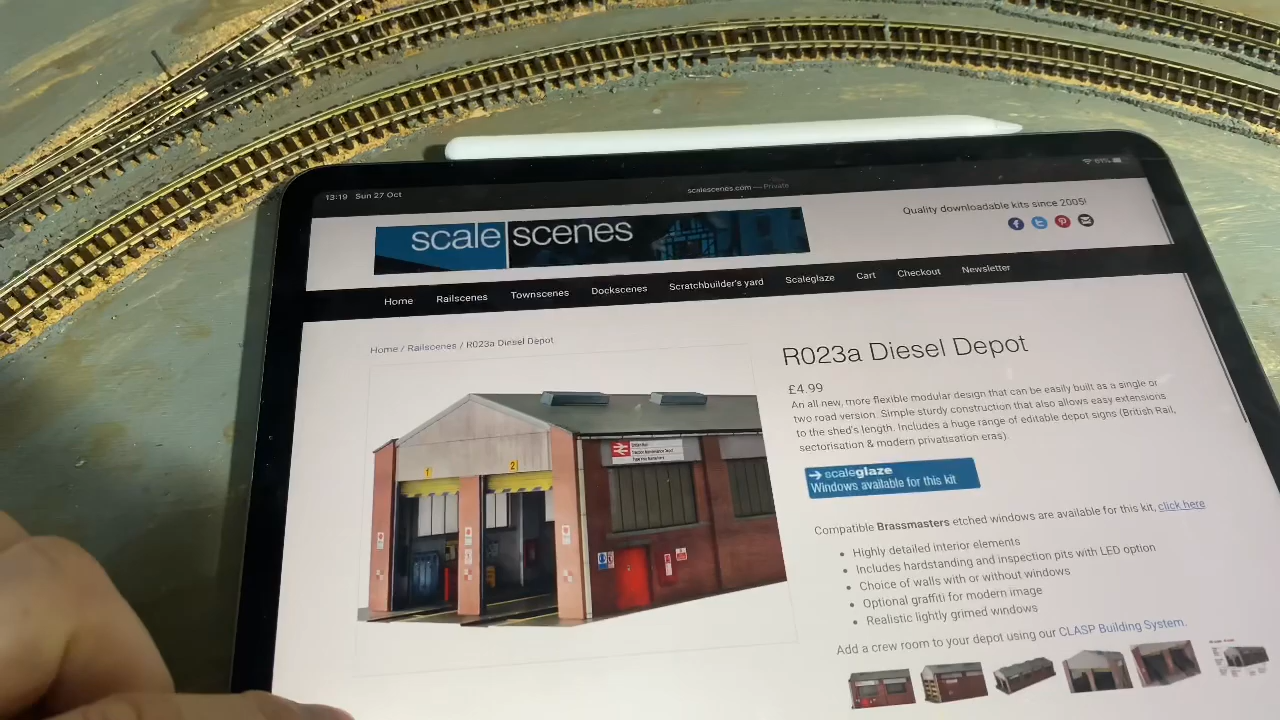 13:19 Sun 27 Oct
scalescenes.com — Private
61%
scale scenes
Quality downloadable kits since 2005!
Home Railscenes Townscenes Dockscenes Scratchbuilder's yard Scaleglaze Cart Checkout Newsletter
Home / Railscenes / R023a Diesel Depot
R023a Diesel Depot
£4.99
An all new, more flexible modular design that can be easily built as a single or
two road version. Simple sturdy construction that also allows easy extensions
to the shed's length. Includes a huge range of editable depot signs (British Rail,
sectorisation & modern privatisation eras).
scaleglaze
Windows available for this kit
Compatible Brassmasters etched windows are available for this kit, click here
Highly detailed interior elements
Includes hardstanding and inspection pits with LED option
Choice of walls with or without windows
Optional graffiti for modern image
Realistic lightly grimed windows
Add a crew room to your depot using our CLASP Building System.
1
2